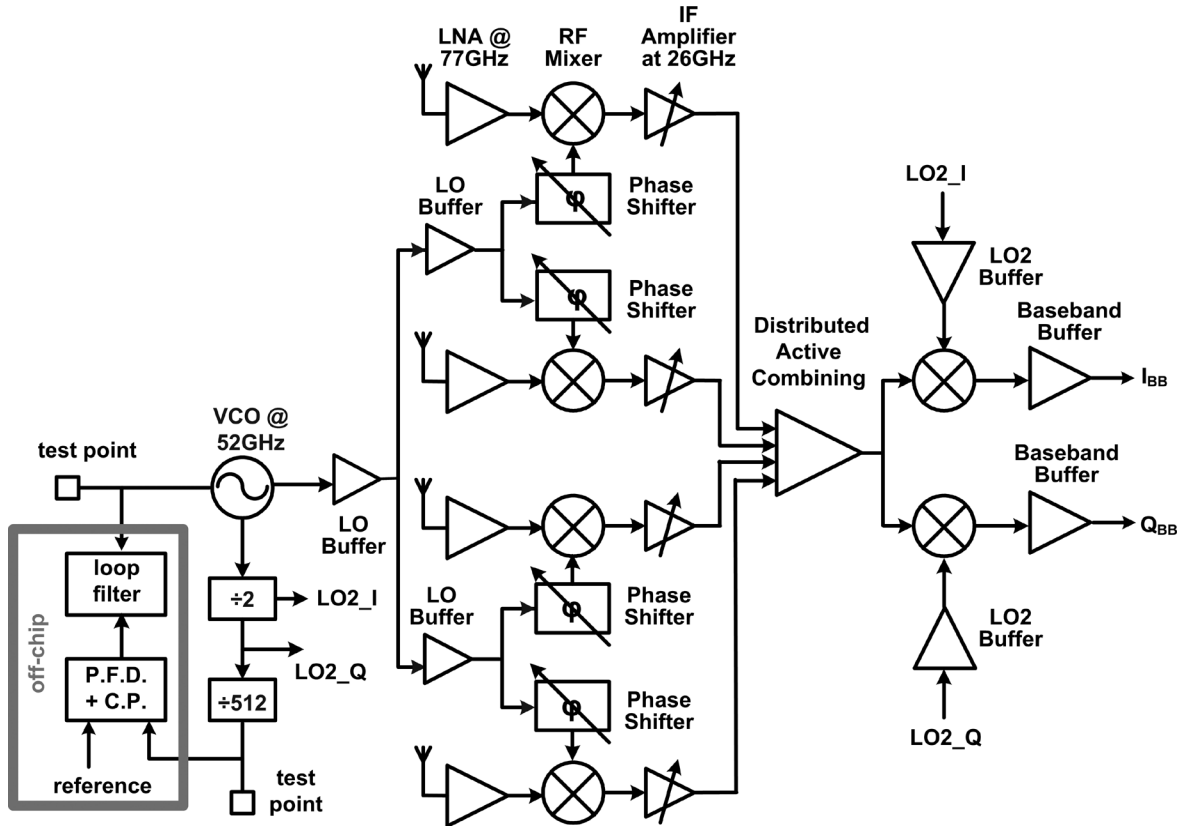 LNA @
77GHz
RF
Mixer
IF
Amplifier
at 26GHz
LO
Buffer
φ
Phase
Shifter
φ
Phase
Shifter
LO2_I
LO2
Buffer
Baseband
Buffer
I_BB
Distributed
Active
Combining
VCO @
52GHz
test point
LO
Buffer
Baseband
Buffer
Q_BB
off-chip
loop
filter
÷2
LO2_I
LO2_Q
P.F.D.
+ C.P.
÷512
reference
test
point
LO
Buffer
φ
Phase
Shifter
φ
Phase
Shifter
LO2
Buffer
LO2_Q